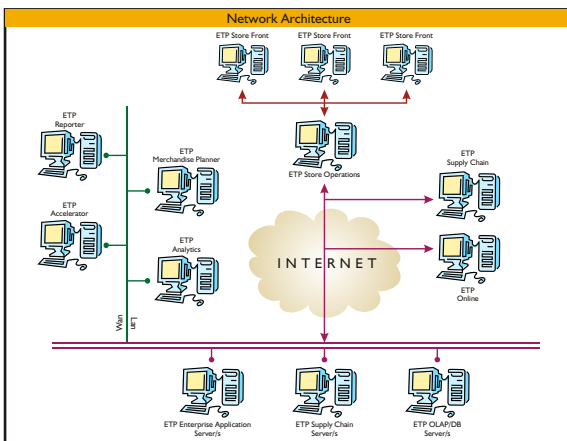 Network Architecture
ETP Store Front
ETP Store Front
ETP Store Front
ETP
Reporter
ETP
Merchandise Planner
ETP Store Operations
ETP
Supply Chain
ETP
Accelerator
ETP
Analytics
INTERNET
ETP
Online
Wan
Lan
ETP Enterprise Application
Server/s
ETP Supply Chain
Server/s
ETP OLAP/DB
Server/s